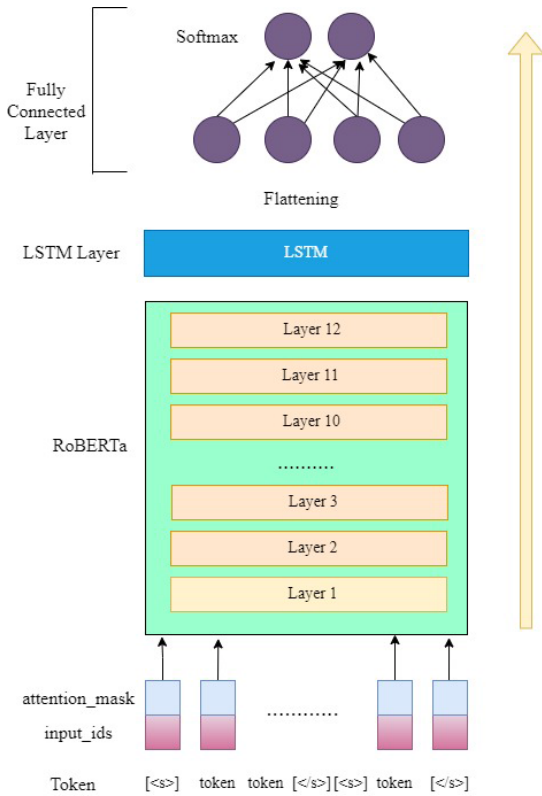 Softmax
Fully
Connected
Layer
Flattening
LSTM Layer
LSTM
Layer 12
Layer 11
Layer 10
RoBERTa
..........
Layer 3
Layer 2
Layer 1
attention_mask
............
input_ids
Token [<s>] token token [</s>] [<s>] token [</s>]